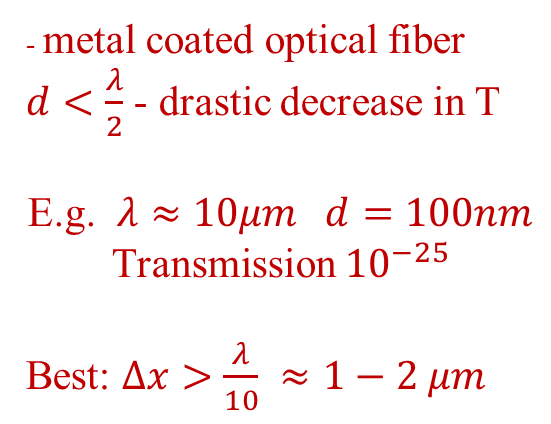 - metal coated optical fiber
d < λ/2 - drastic decrease in T
E.g. λ ≈ 10μm d = 100nm
Transmission 10⁻²⁵
Best: Δx > λ/10 ≈ 1 − 2 μm